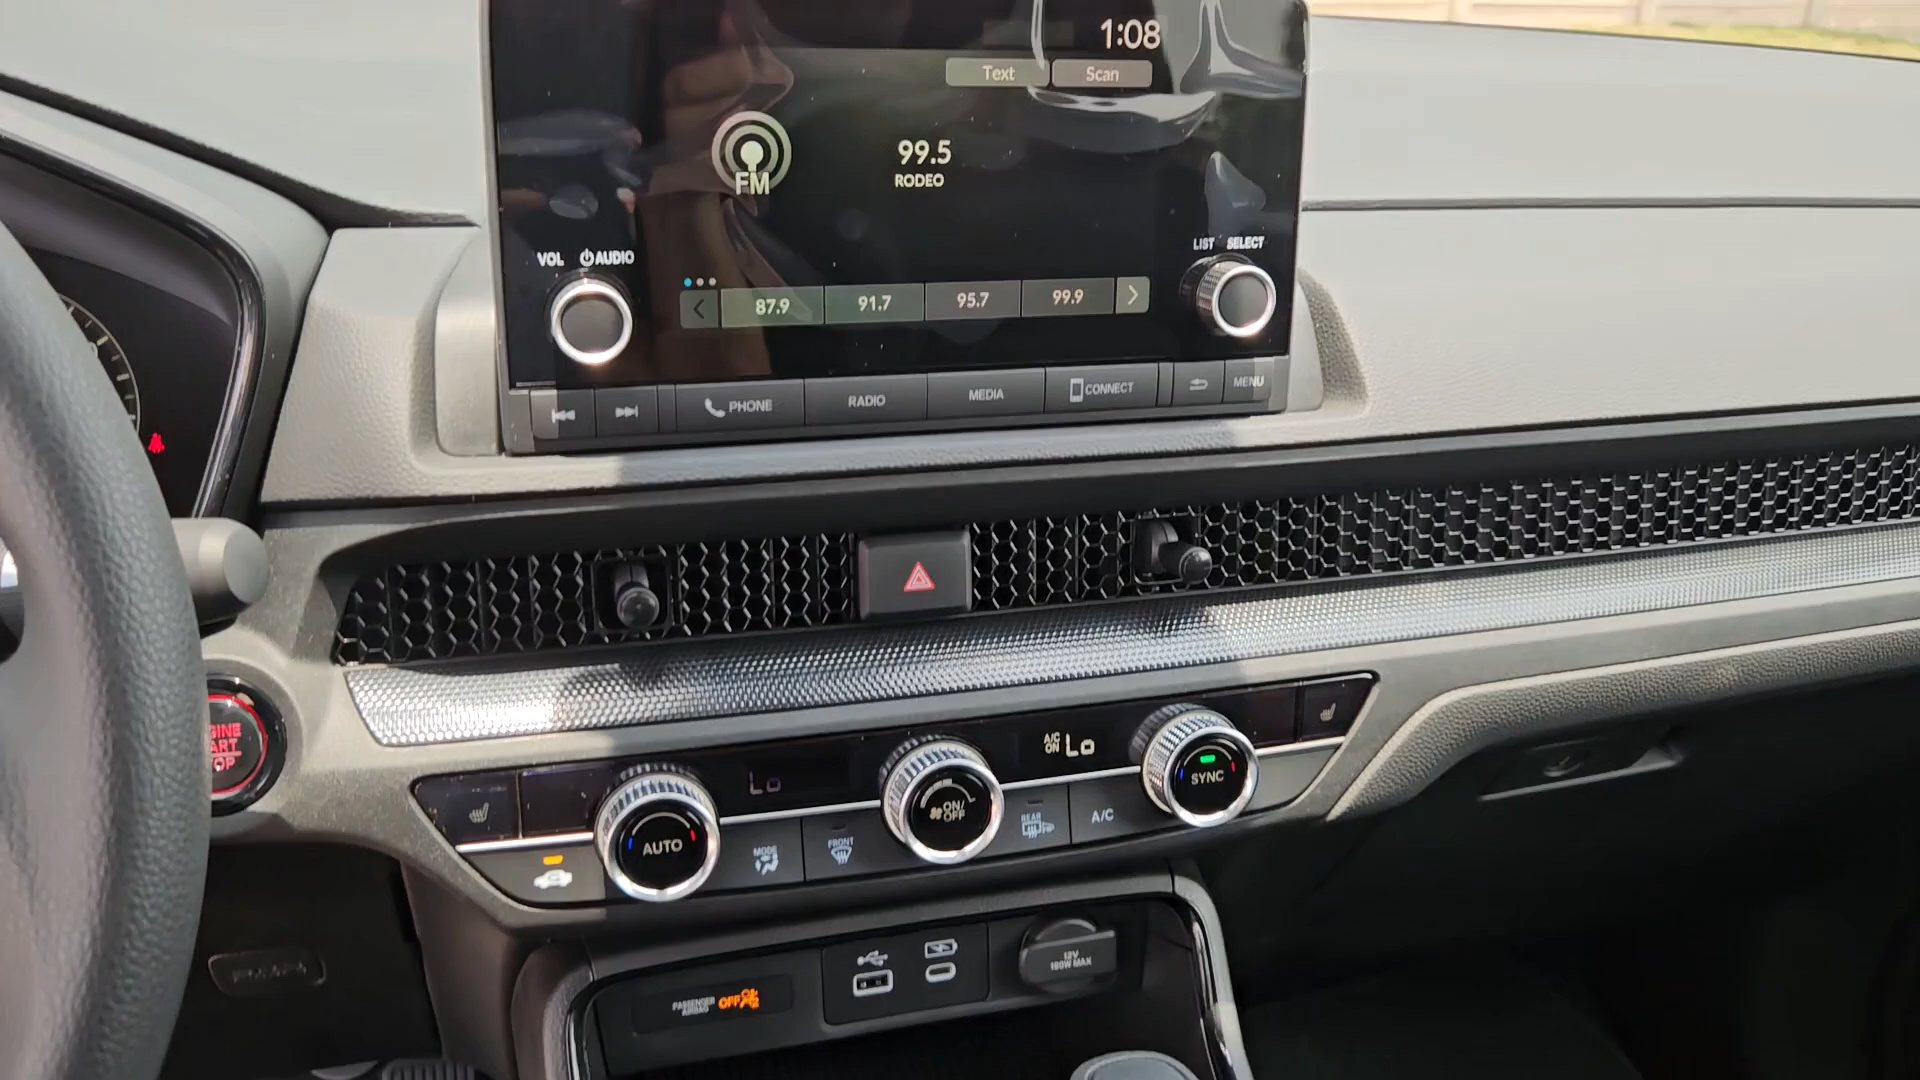 1:08
Text Scan
FM
99.5
RODEO
VOL AUDIO
LIST SELECT
87.9 91.7 95.7 99.9
PHONE RADIO MEDIA CONNECT MENU
A/C
ON
Lo
Lo
SYNC
ON/
OFF
AUTO
MODE
FRONT
REAR
A/C
12V
180W MAX
PASSENGER
AIRBAG
OFF